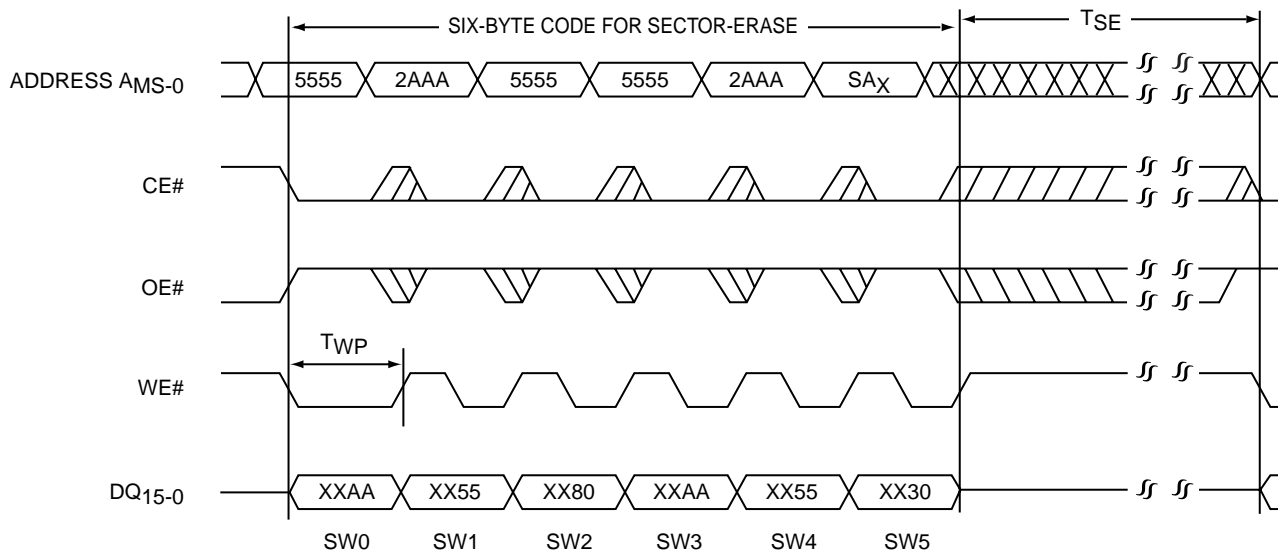 SIX-BYTE CODE FOR SECTOR-ERASE TSE
ADDRESS AMS-0 5555 2AAA 5555 5555 2AAA SAX
CE#
OE#
TWP
WE#
DQ15-0 XXAA XX55 XX80 XXAA XX55 XX30
SW0 SW1 SW2 SW3 SW4 SW5